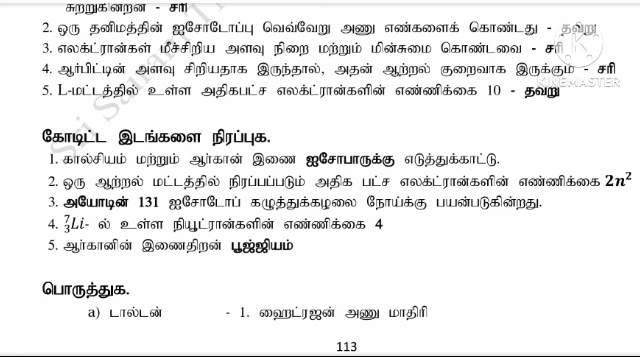 சுற்றுகின்றன் - சரி
2. ஒரு தனிமத்தின் ஐசோடோப்பு வெவ்வேறு அணு எண்களைக் கொண்டது - தவறு
3. எலக்ட்ரான்கள் மீச்சிறிய அளவு நிறை மற்றும் மின்சுமை கொண்டவை - சரி
4. ஆர்பிட்டின் அளவு சிறியதாக இருந்தால், அதன் ஆற்றல் குறைவாக இருக்கும் - சரி
5. L-மட்டத்தில் உள்ள அதிகபட்ச எலக்ட்ரான்களின் எண்ணிக்கை 10 - தவறு
KINEMASTER
கோடிட்ட இடங்களை நிரப்புக.
1. கால்சியம் மற்றும் ஆர்கான் இணை ஐசோபாருக்கு எடுத்துக்காட்டு.
2. ஒரு ஆற்றல் மட்டத்தில் நிரப்பப்படும் அதிக பட்ச எலக்ட்ரான்களின் எண்ணிக்கை 2n²
3. அயோடின் 131 ஐசோடோப் கழுத்துக்கழலை நோய்க்கு பயன்படுகின்றது.
4. ⁷₃Li- ல் உள்ள நியூட்ரான்களின் எண்ணிக்கை 4
5. ஆர்கானின் இணைதிறன் பூஜ்ஜியம்
பொருத்துக.
a) டால்டன் - 1. ஹைட்ரஜன் அணு மாதிரி
113